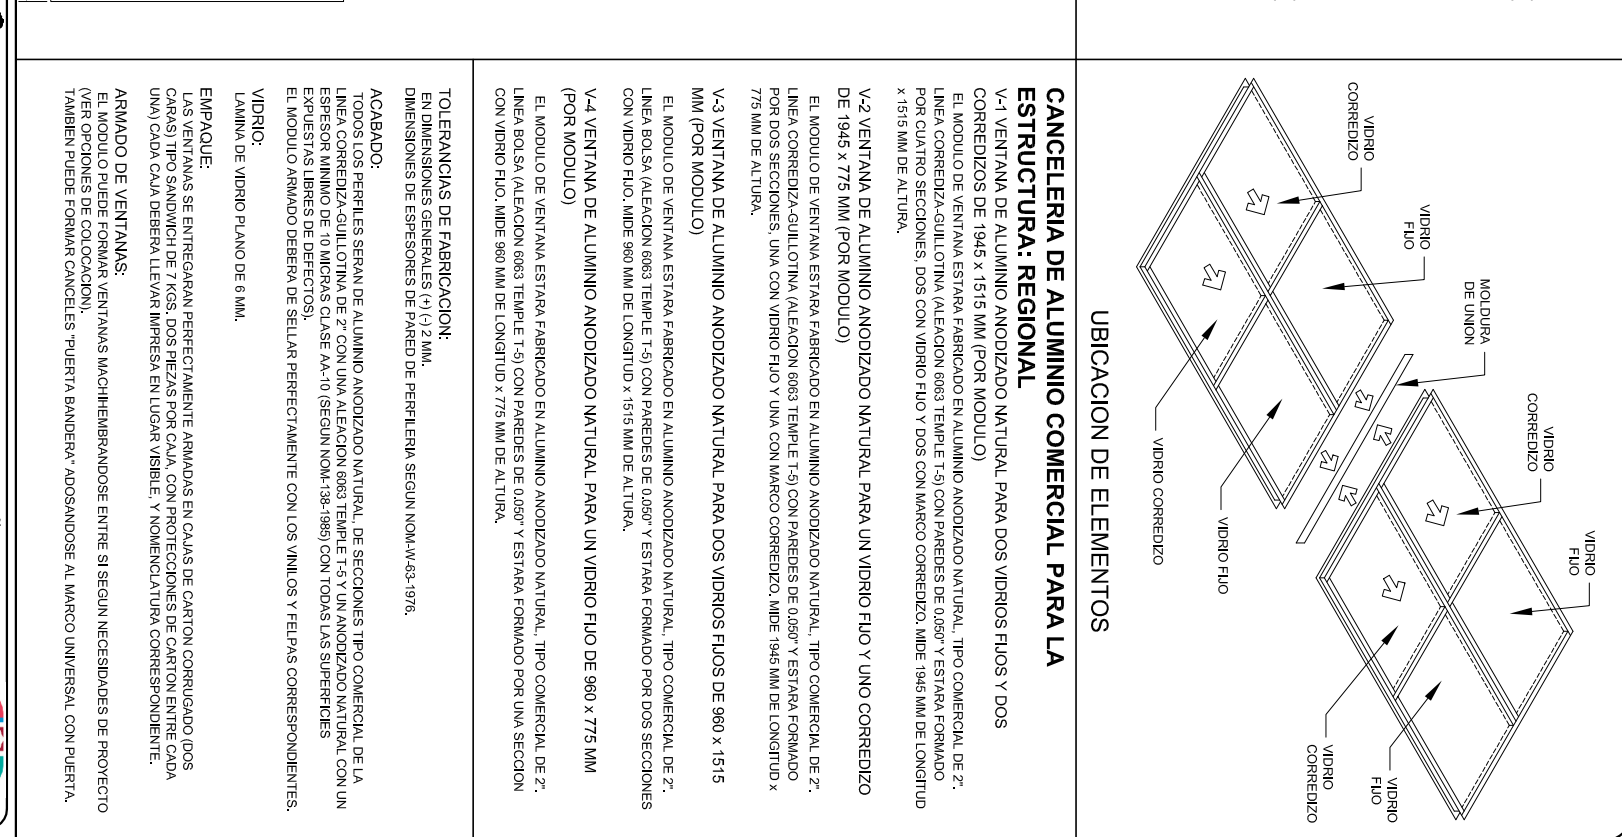 VIDRIO
CORREDIZO
VIDRIO
FIJO
MOLDURA
DE UNION
VIDRIO
CORREDIZO
VIDRIO
FIJO
VIDRIO CORREDIZO
VIDRIO FIJO
VIDRIO
CORREDIZO
VIDRIO
FIJO
UBICACION DE ELEMENTOS
CANCELERIA DE ALUMINIO COMERCIAL PARA LA
ESTRUCTURA: REGIONAL
V-1 VENTANA DE ALUMINIO ANODIZADO NATURAL PARA DOS VIDRIOS FIJOS Y DOS
CORREDIZOS DE 1945 x 1515 MM (POR MODULO)
EL MODULO DE VENTANA ESTARA FABRICADO EN ALUMINIO ANODIZADO NATURAL, TIPO COMERCIAL DE 2".
LINEA CORREDIZA-GUILLOTINA (ALEACION 6063 TEMPLE T-5) CON PAREDES DE 0.050" Y ESTARA FORMADO
POR CUATRO SECCIONES, DOS CON VIDRIO FIJO Y DOS CON MARCO CORREDIZO. MIDE 1945 MM DE LONGITUD
x 1515 MM DE ALTURA.
V-2 VENTANA DE ALUMINIO ANODIZADO NATURAL PARA UN VIDRIO FIJO Y UNO CORREDIZO
DE 1945 x 775 MM (POR MODULO)
EL MODULO DE VENTANA ESTARA FABRICADO EN ALUMINIO ANODIZADO NATURAL, TIPO COMERCIAL DE 2".
LINEA CORREDIZA-GUILLOTINA (ALEACION 6063 TEMPLE T-5) CON PAREDES DE 0.050" Y ESTARA FORMADO
POR DOS SECCIONES, UNA CON VIDRIO FIJO Y UNA CON MARCO CORREDIZO. MIDE 1945 MM DE LONGITUD x
775 MM DE ALTURA.
V-3 VENTANA DE ALUMINIO ANODIZADO NATURAL PARA DOS VIDRIOS FIJOS DE 960 x 1515
MM (POR MODULO)
EL MODULO DE VENTANA ESTARA FABRICADO EN ALUMINIO ANODIZADO NATURAL, TIPO COMERCIAL DE 2".
LINEA BOLSA (ALEACION 6063 TEMPLE T-5) CON PAREDES DE 0.050" Y ESTARA FORMADO POR DOS SECCIONES
CON VIDRIO FIJO. MIDE 960 MM DE LONGITUD x 1515 MM DE ALTURA.
V-4 VENTANA DE ALUMINIO ANODIZADO NATURAL PARA UN VIDRIO FIJO DE 960 x 775 MM
(POR MODULO)
EL MODULO DE VENTANA ESTARA FABRICADO EN ALUMINIO ANODIZADO NATURAL, TIPO COMERCIAL DE 2".
LINEA BOLSA (ALEACION 6063 TEMPLE T-5) CON PAREDES DE 0.050" Y ESTARA FORMADO POR UNA SECCION
CON VIDRIO FIJO. MIDE 960 MM DE LONGITUD x 775 MM DE ALTURA.
TOLERANCIAS DE FABRICACION:
EN DIMENSIONES GENERALES (+) (-) 2 MM.
DIMENSIONES DE ESPESORES DE PARED DE PERFILERIA SEGUN NOM-W-63-1976.
ACABADO:
TODOS LOS PERFILES SERAN DE ALUMINIO ANODIZADO NATURAL, DE SECCIONES TIPO COMERCIAL DE LA
LINEA CORREDIZA-GUILLOTINA DE 2" CON UNA ALEACION 6063 TEMPLE T-5 Y UN ANODIZADO NATURAL CON UN
ESPESOR MINIMO DE 10 MICRAS CLASE AA-10 (SEGUN NOM-138-1986) CON TODAS LAS SUPERFICIES
EXPUESTAS LIBRES DE DEFECTOS).
EL MODULO ARMADO DEBERA DE SELLAR PERFECTAMENTE CON LOS VINILOS Y FELPAS CORRESPONDIENTES.
VIDRIO:
LAMINA DE VIDRIO PLANO DE 6 MM.
EMPAQUE:
LAS VENTANAS SE ENTREGARAN PERFECTAMENTE ARMADAS EN CAJAS DE CARTON CORRUGADO (DOS
CARAS) TIPO SANDWICH DE 7 KGS. DOS PIEZAS POR CAJA, CON PROTECCIONES DE CARTON ENTRE CADA
UNA) CADA CAJA DEBERA LLEVAR IMPRESA EN LUGAR VISIBLE, Y NOMENCLATURA CORRESPONDIENTE.
ARMADO DE VENTANAS:
EL MODULO PUEDE FORMAR VENTANAS MACHIHEMBRANDOSE ENTRE SI SEGUN NECESIDADES DE PROYECTO
(VER OPCIONES DE COLOCACION).
TAMBIEN PUEDE FORMAR CANCELES "PUERTA BANDERA" ADOSANDOSE AL MARCO UNIVERSAL CON PUERTA.